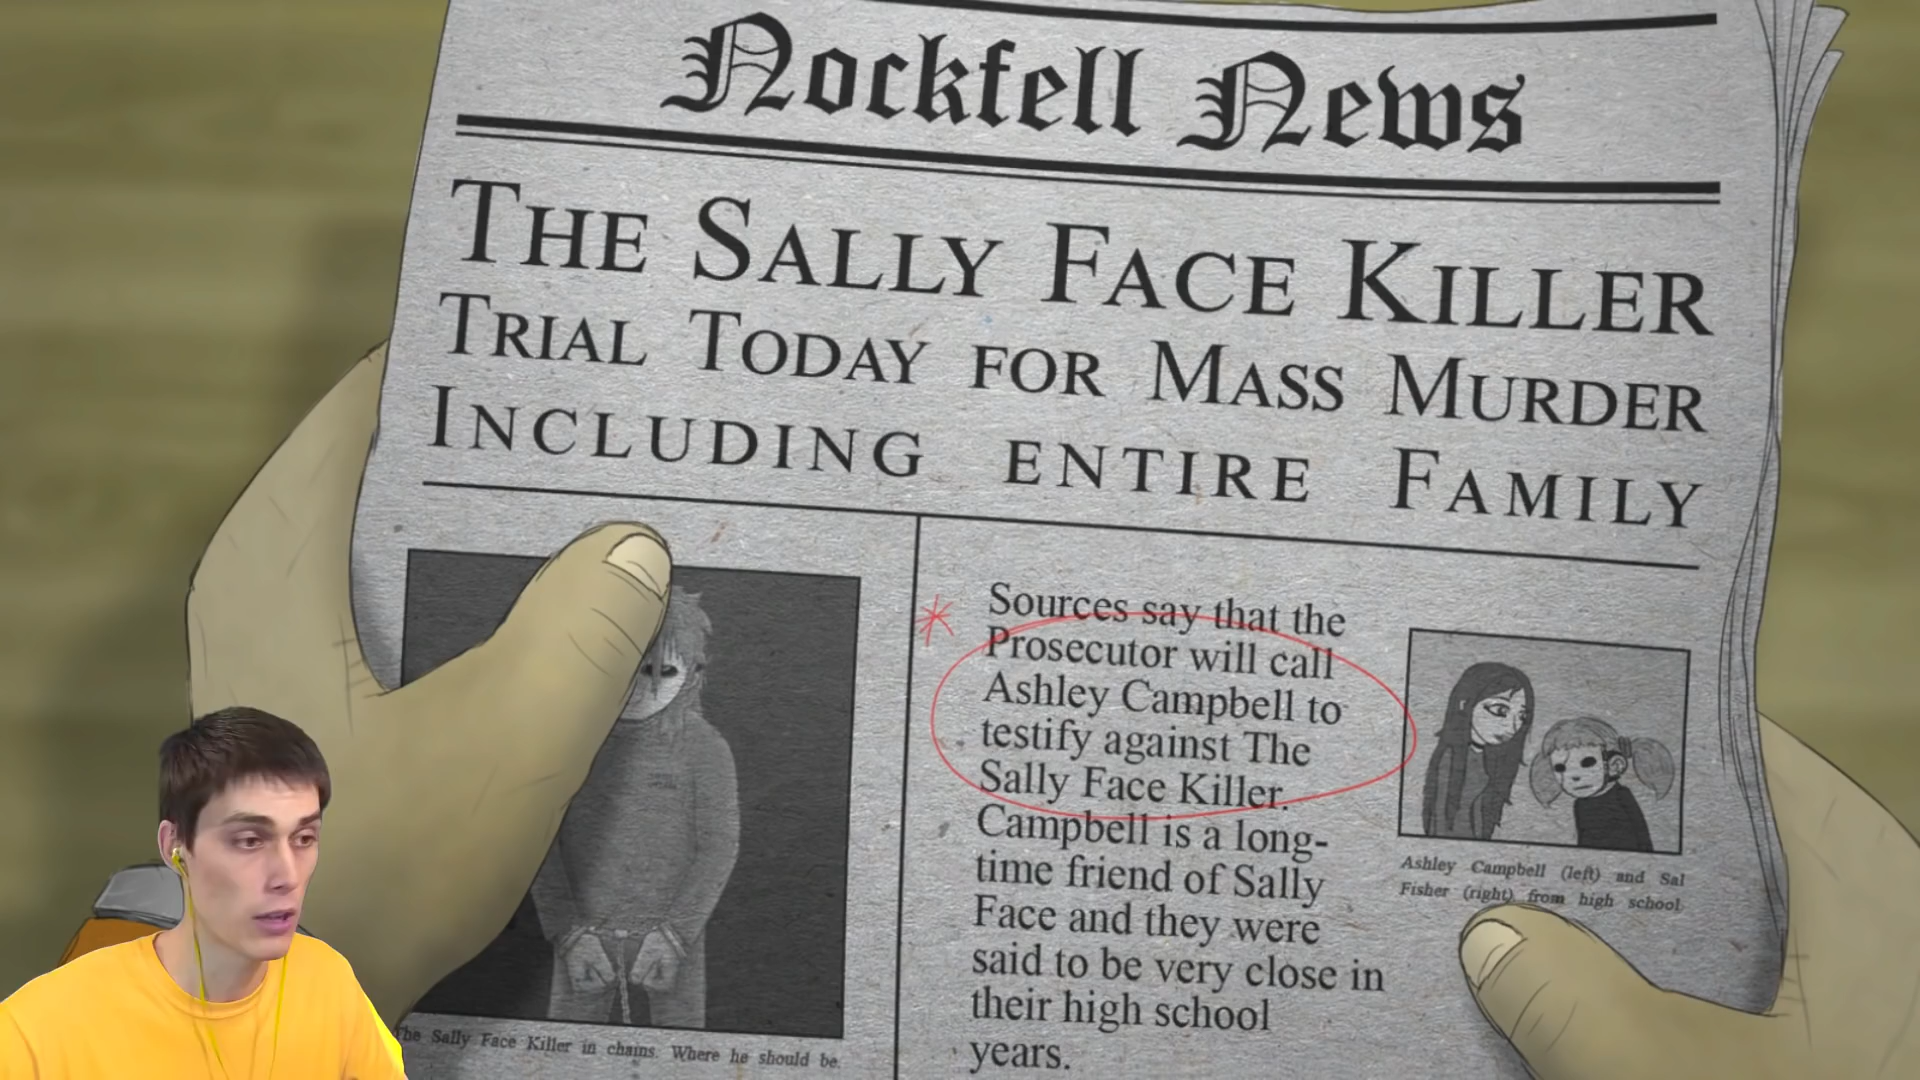 Nockfell News
THE SALLY FACE KILLER
TRIAL TODAY FOR MASS MURDER
INCLUDING ENTIRE FAMILY
Sources say that the
Prosecutor will call
Ashley Campbell to
testify against The
Sally Face Killer.
Campbell is a long-
time friend of Sally
Face and they were
said to be very close in
their high school
years.
Ashley Campbell (left) and Sal
Fisher (right) from high school
The Sally Face Killer in chains. Where he should be.